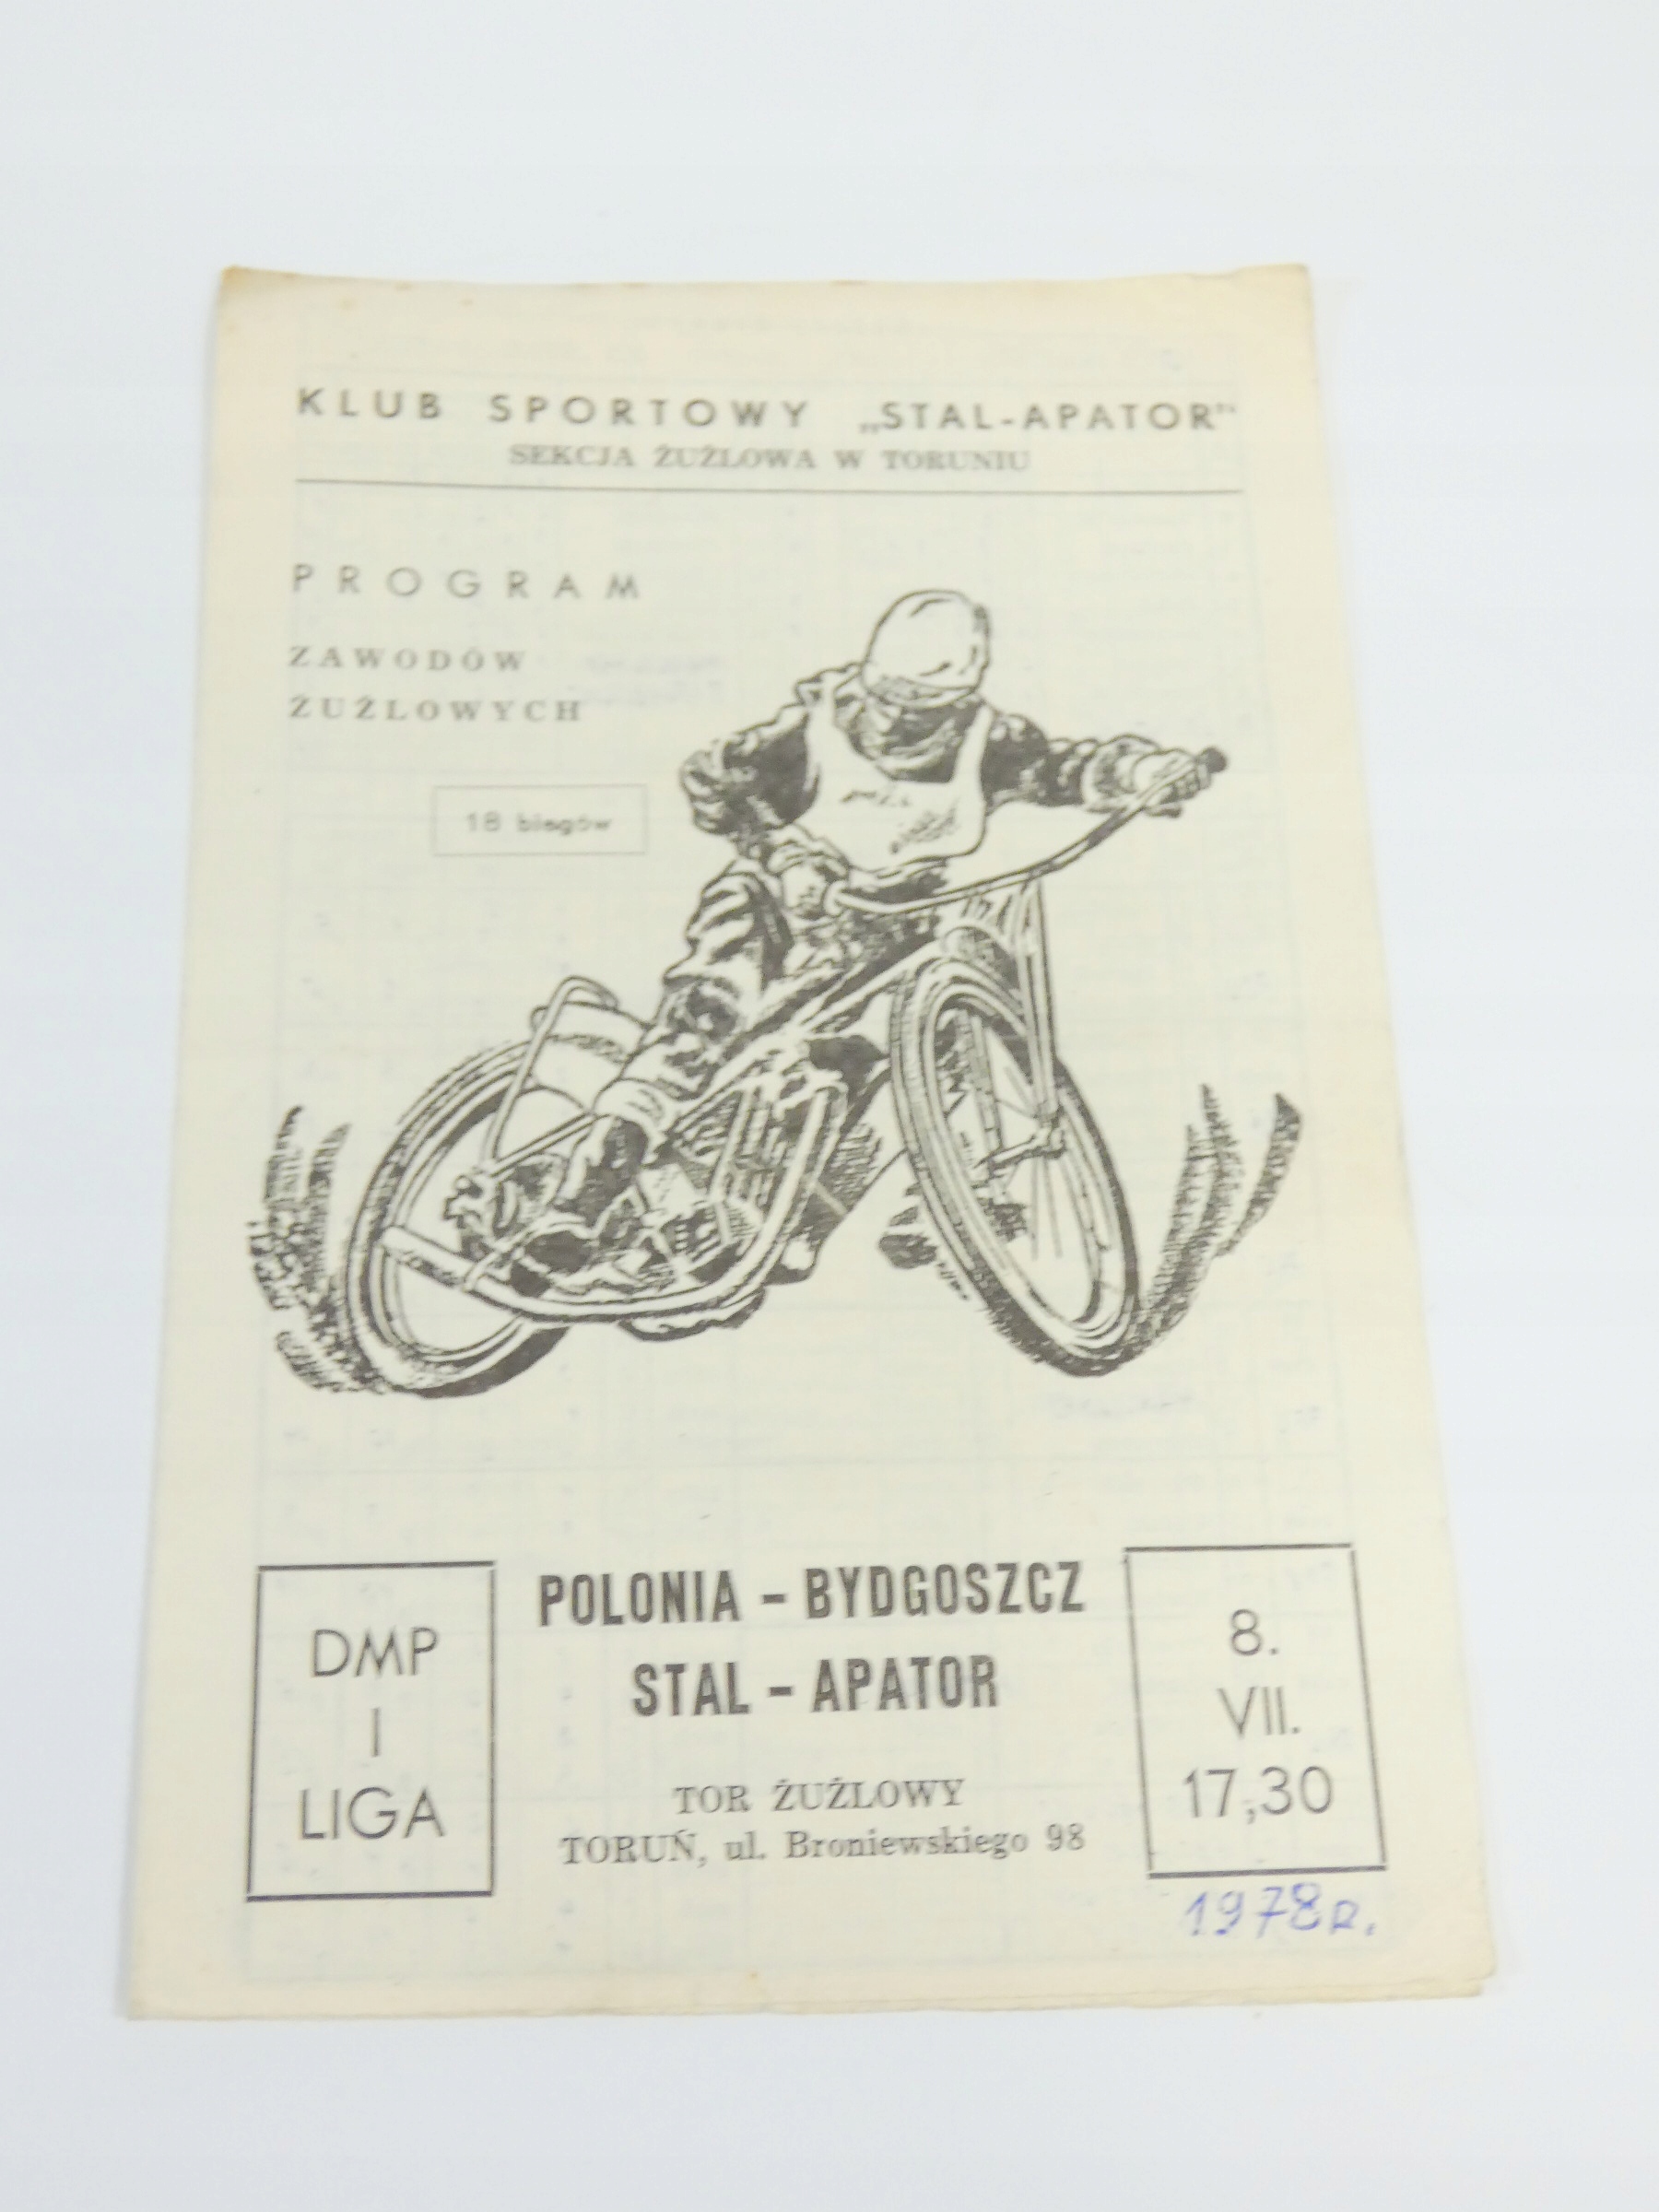 KLUB SPORTOWY „STAL-APATOR”
SEKCJA ŻUŻLOWA W TORUNIU
PROGRAM
ZAWODÓW
ŻUŻLOWYCH
18 biegów
DMP
I
LIGA
POLONIA - BYDGOSZCZ
STAL - APATOR
TOR ŻUŻLOWY
TORUŃ, ul. Broniewskiego 98
8.
VII.
17,30
1978 R.